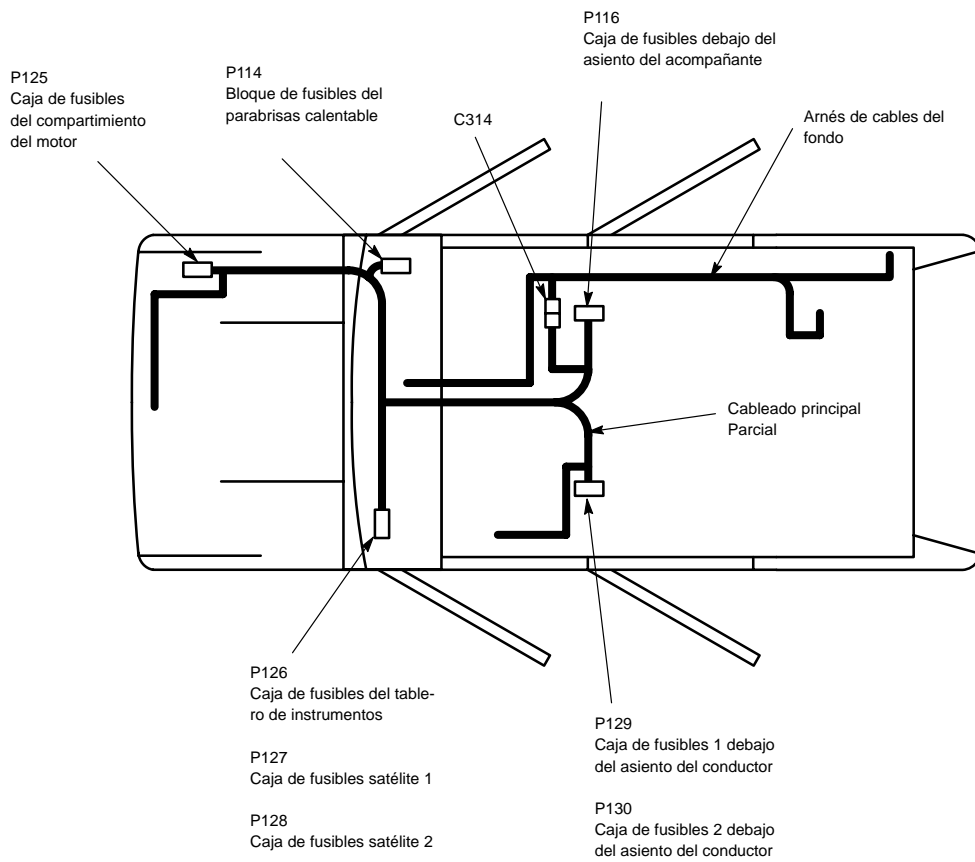 P116
Caja de fusibles debajo del
asiento del acompañante
P125
Caja de fusibles
del compartimiento
del motor
P114
Bloque de fusibles del
parabrisas calentable
C314
Arnés de cables del
fondo
Cableado principal
Parcial
P126
Caja de fusibles del table-
ro de instrumentos
P127
Caja de fusibles satélite 1
P128
Caja de fusibles satélite 2
P129
Caja de fusibles 1 debajo
del asiento del conductor
P130
Caja de fusibles 2 debajo
del asiento del conductor